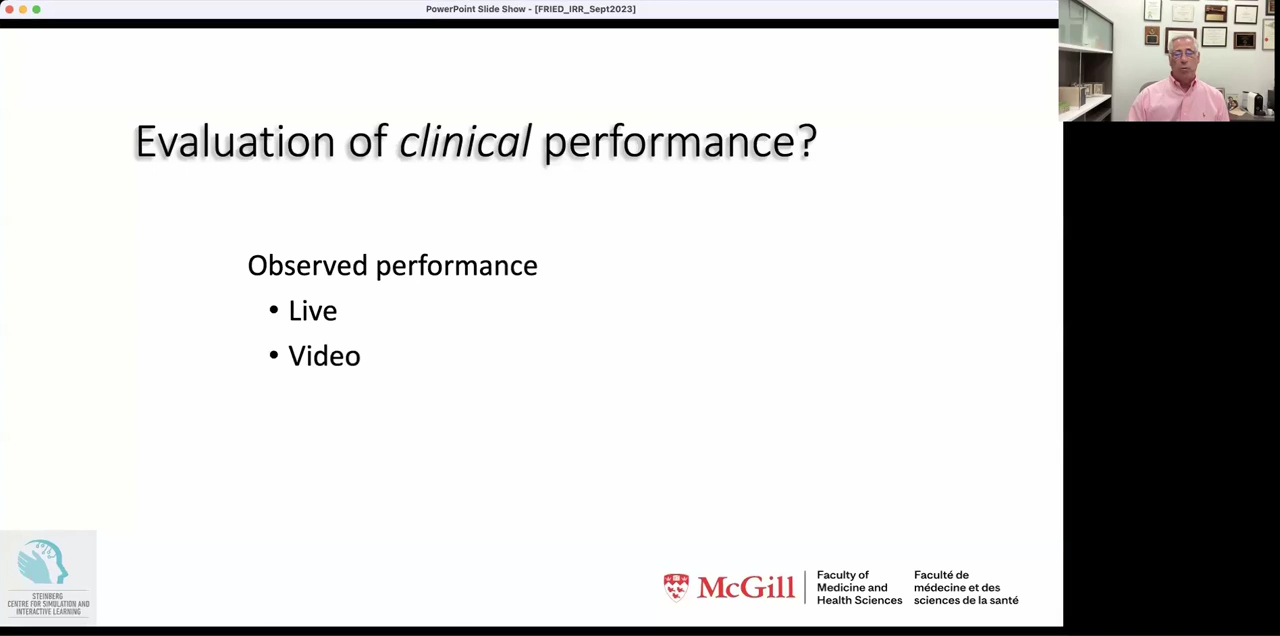 PowerPoint Slide Show - [FRIED_IRR_Sept2023]
Evaluation of clinical performance?
Observed performance
• Live
• Video
STEINBERG
CENTRE FOR SIMULATION AND
INTERACTIVE LEARNING
McGill
Faculty of
Medicine and
Health Sciences
Faculté de
médecine et des
sciences de la santé